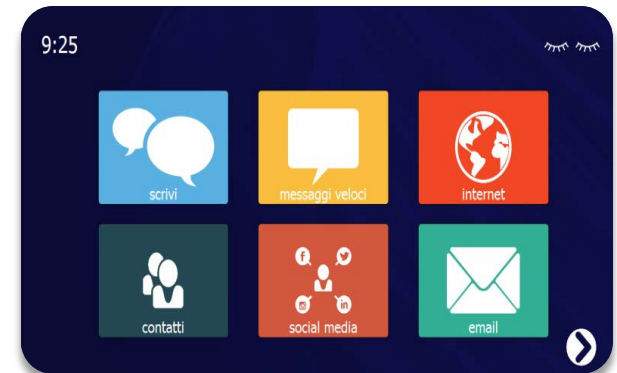 9:25
scrivi
messaggi veloci
internet
contatti
social media
email